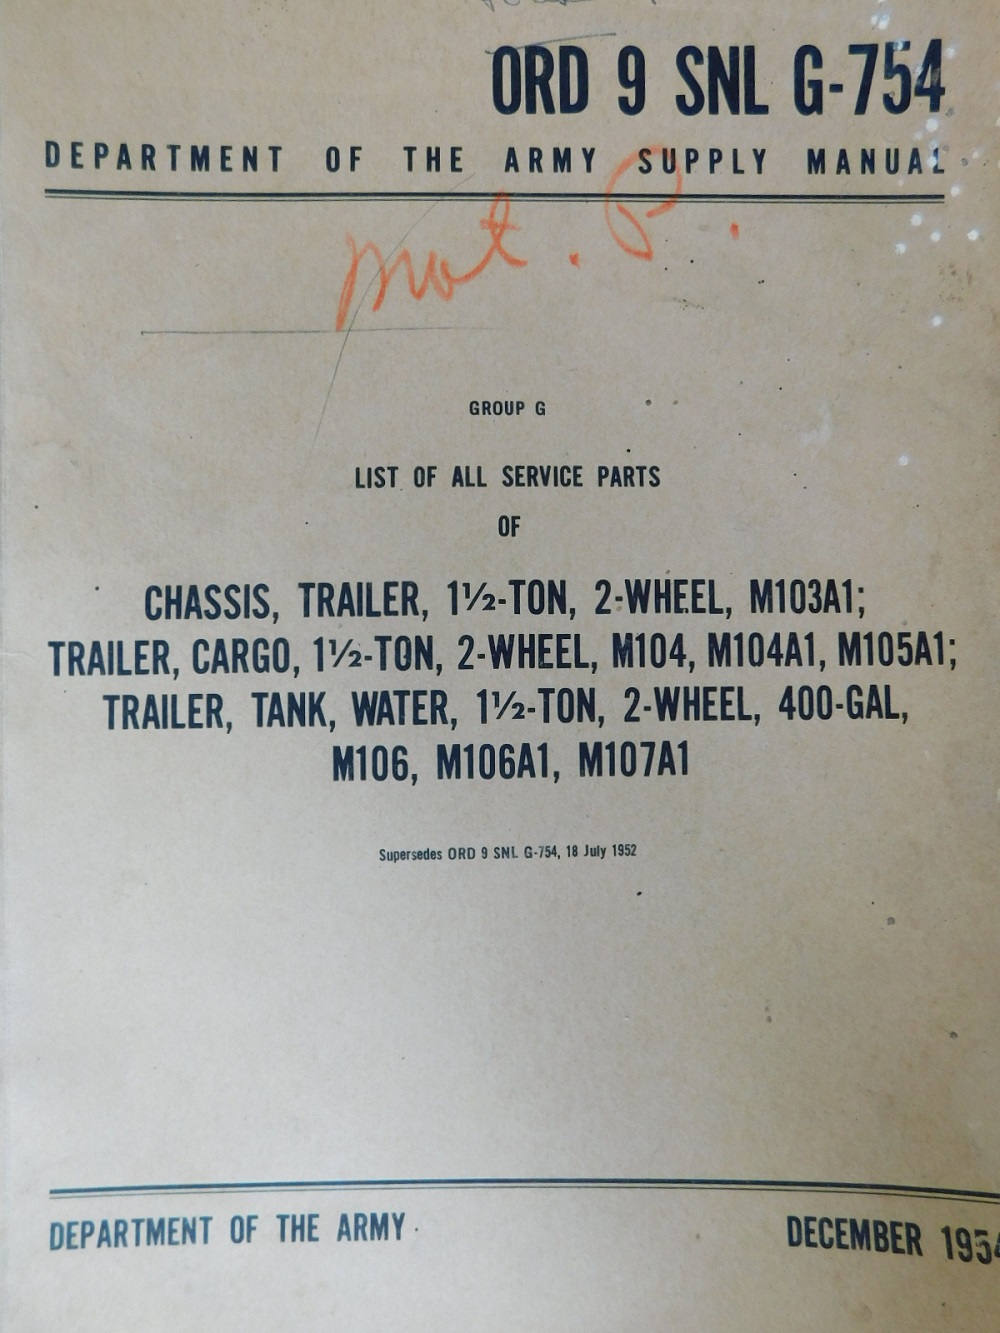 ORD 9 SNL G-754
DEPARTMENT OF THE ARMY SUPPLY MANUAL
Mat. P.
GROUP G
LIST OF ALL SERVICE PARTS
OF
CHASSIS, TRAILER, 1½-TON, 2-WHEEL, M103A1;
TRAILER, CARGO, 1½-TON, 2-WHEEL, M104, M104A1, M105A1;
TRAILER, TANK, WATER, 1½-TON, 2-WHEEL, 400-GAL,
M106, M106A1, M107A1
Supersedes ORD 9 SNL G-754, 18 July 1952
DEPARTMENT OF THE ARMY
DECEMBER 1954